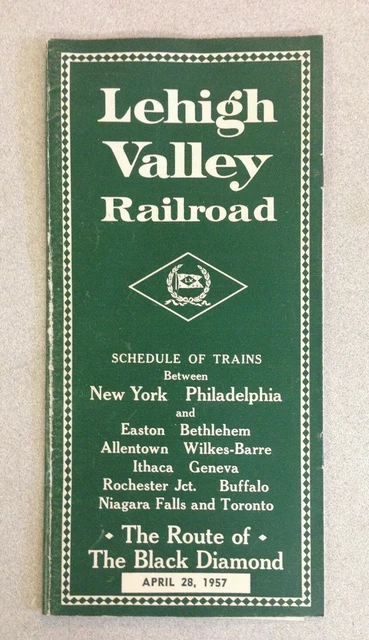 Lehigh
Valley
Railroad
LV
SCHEDULE OF TRAINS
Between
New York Philadelphia
and
Easton Bethlehem
Allentown Wilkes-Barre
Ithaca Geneva
Rochester Jct. Buffalo
Niagara Falls and Toronto
The Route of
The Black Diamond
APRIL 28, 1957